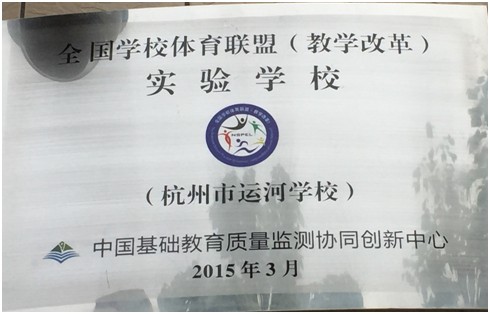 全国学校体育联盟（教学改革）
实验学校
NSPEL
（杭州市运河学校）
中国基础教育质量监测协同创新中心
2015年3月